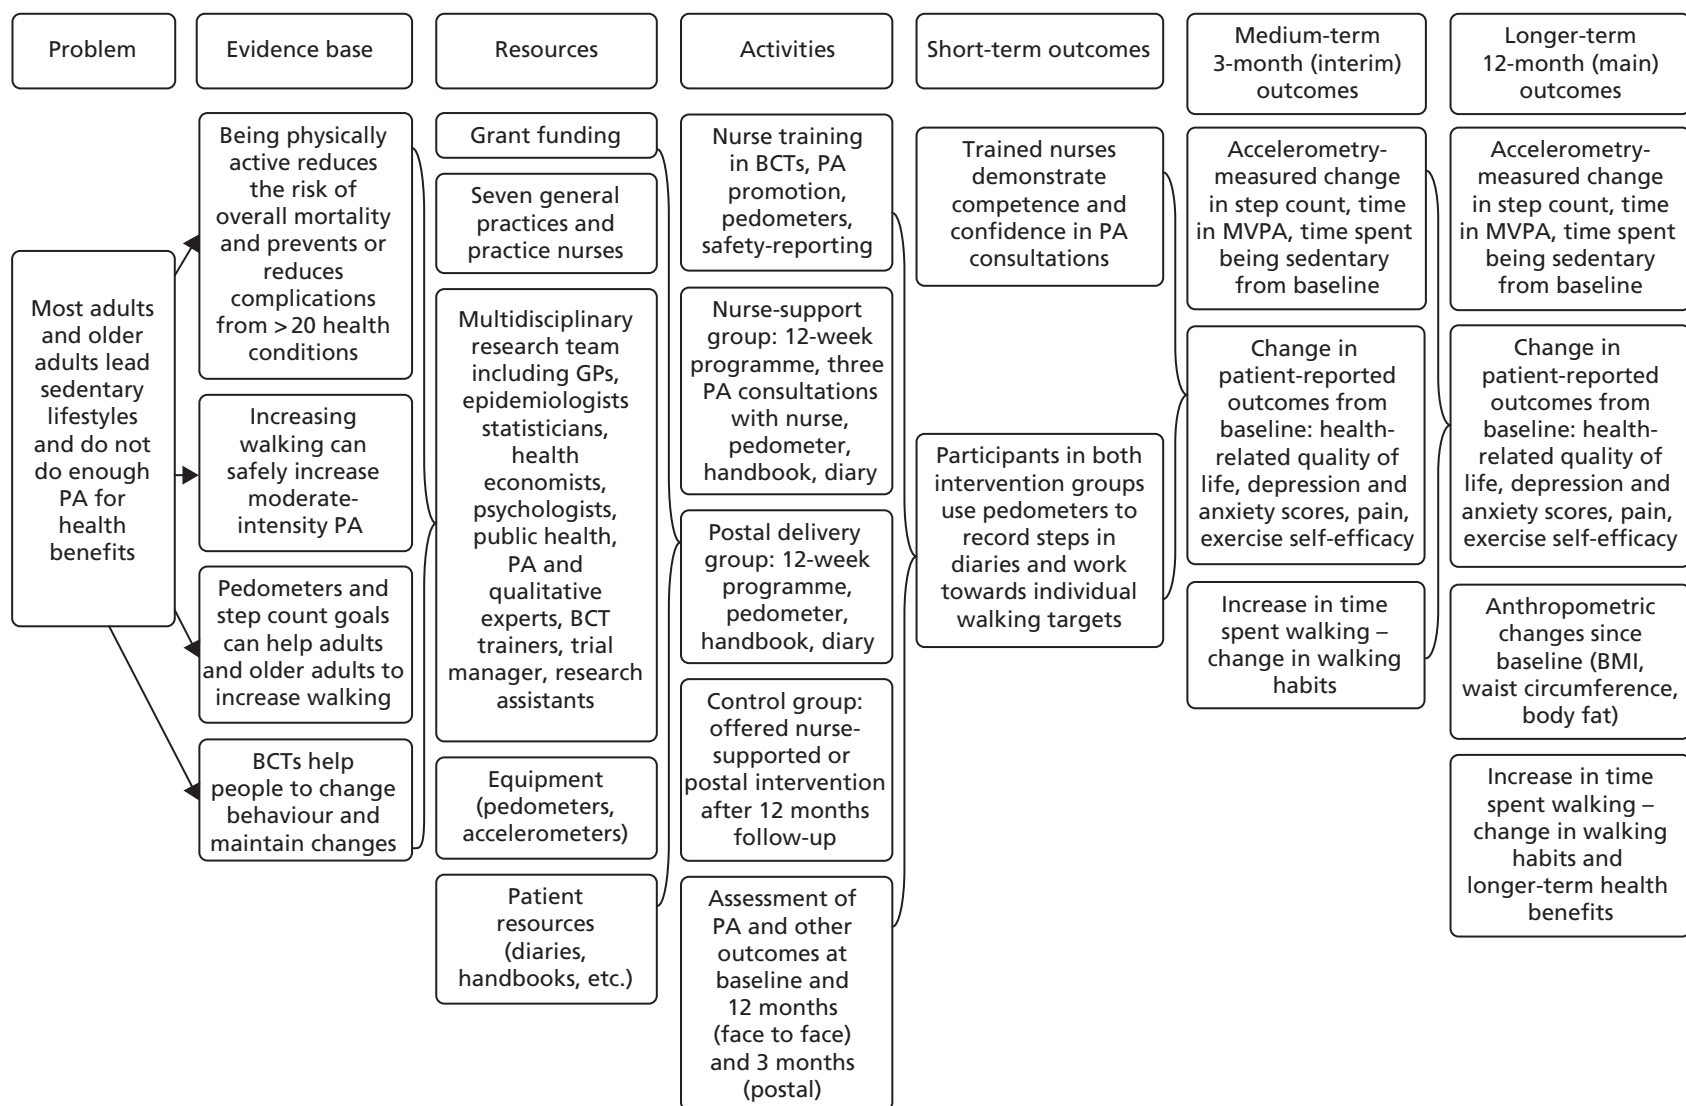 Problem
Evidence base
Resources
Activities
Short-term outcomes
Medium-term
3-month (interim)
outcomes
Longer-term
12-month (main)
outcomes
Most adults
and older
adults lead
sedentary
lifestyles
and do not
do enough
PA for
health
benefits
Being physically
active reduces
the risk of
overall mortality
and prevents or
reduces
complications
from >20 health
conditions
Increasing
walking can
safely increase
moderate-
intensity PA
Pedometers and
step count goals
can help adults
and older adults to
increase walking
BCTs help
people to change
behaviour and
maintain changes
Grant funding
Seven general
practices and
practice nurses
Multidisciplinary
research team
including GPs,
epidemiologists
statisticians,
health
economists,
psychologists,
public health,
PA and
qualitative
experts, BCT
trainers, trial
manager, research
assistants
Equipment
(pedometers,
accelerometers)
Patient
resources
(diaries,
handbooks, etc.)
Nurse training
in BCTs, PA
promotion,
pedometers,
safety-reporting
Nurse-support
group: 12-week
programme, three
PA consultations
with nurse,
pedometer,
handbook, diary
Postal delivery
group: 12-week
programme,
pedometer,
handbook, diary
Control group:
offered nurse-
supported or
postal intervention
after 12 months
follow-up
Assessment of
PA and other
outcomes at
baseline and
12 months
(face to face)
and 3 months
(postal)
Trained nurses
demonstrate
competence and
confidence in PA
consultations
Participants in both
intervention groups
use pedometers to
record steps in
diaries and work
towards individual
walking targets
Accelerometry-
measured change
in step count, time
in MVPA, time spent
being sedentary
from baseline
Change in
patient-reported
outcomes from
baseline: health-
related quality of
life, depression and
anxiety scores, pain,
exercise self-efficacy
Increase in time
spent walking –
change in walking
habits
Accelerometry-
measured change
in step count, time
in MVPA, time spent
being sedentary
from baseline
Change in
patient-reported
outcomes from
baseline: health-
related quality of
life, depression and
anxiety scores, pain,
exercise self-efficacy
Anthropometric
changes since
baseline (BMI,
waist circumference,
body fat)
Increase in time
spent walking –
change in walking
habits and
longer-term health
benefits